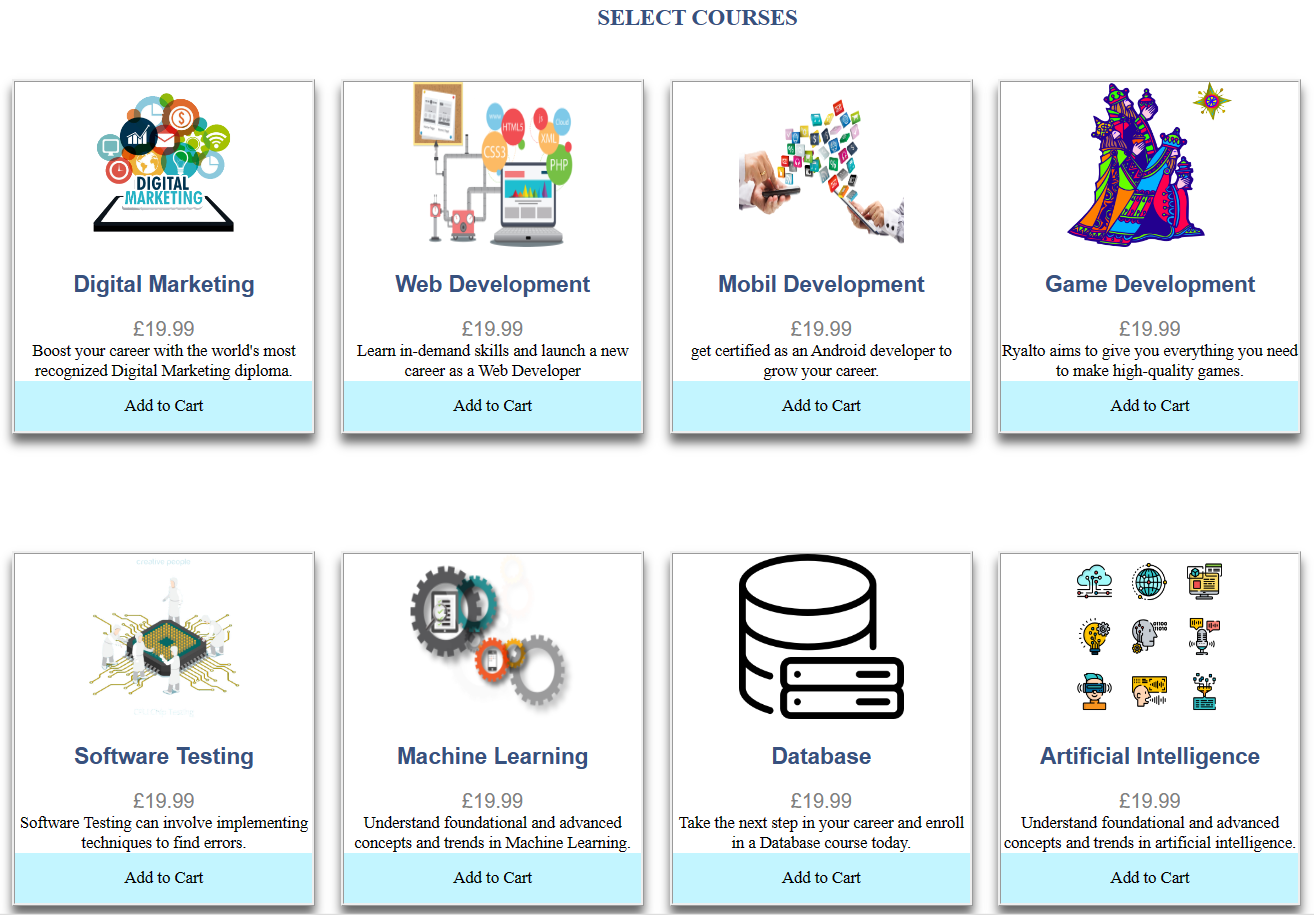 SELECT COURSES
DIGITAL
MARKETING
www
HTML5
Js
Cloud
CSS3
XML
PHP
Digital Marketing
Web Development
Mobil Development
Game Development
£19.99
£19.99
£19.99
£19.99
Boost your career with the world's most
recognized Digital Marketing diploma.
Learn in-demand skills and launch a new
career as a Web Developer
get certified as an Android developer to
grow your career.
Ryalto aims to give you everything you need
to make high-quality games.
Add to Cart
Add to Cart
Add to Cart
Add to Cart
creative people
Software Testing
Machine Learning
Database
Artificial Intelligence
£19.99
£19.99
£19.99
£19.99
Software Testing can involve implementing
techniques to find errors.
Understand foundational and advanced
concepts and trends in Machine Learning.
Take the next step in your career and enroll
in a Database course today.
Understand foundational and advanced
concepts and trends in artificial intelligence.
Add to Cart
Add to Cart
Add to Cart
Add to Cart